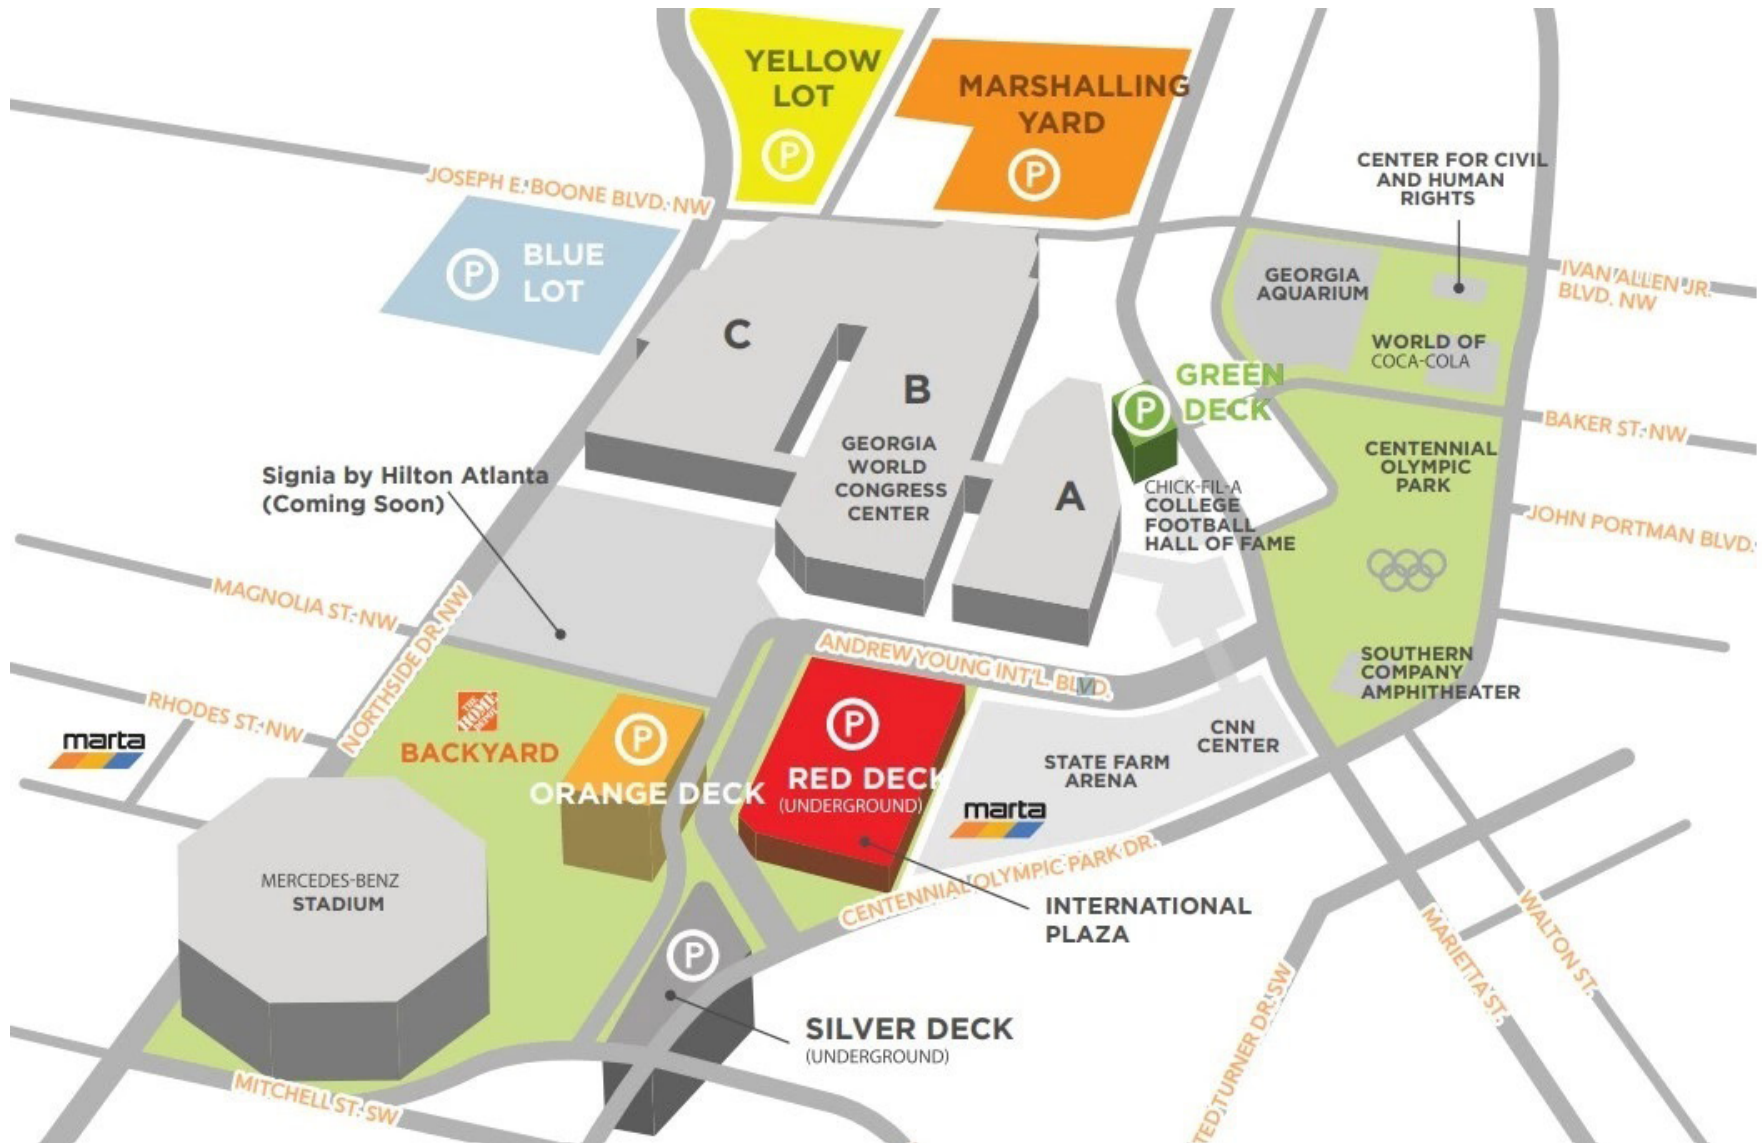 YELLOW
LOT
P
MARSHALLING
YARD
P
CENTER FOR CIVIL
AND HUMAN
RIGHTS
JOSEPH E. BOONE BLVD. NW
P
BLUE
LOT
GEORGIA
AQUARIUM
IVAN ALLEN JR.
BLVD. NW
WORLD OF
COCA-COLA
C
B
GEORGIA
WORLD
CONGRESS
CENTER
A
P
GREEN
DECK
BAKER ST. NW
CENTENNIAL
OLYMPIC
PARK
Signia by Hilton Atlanta
(Coming Soon)
CHICK-FIL-A
COLLEGE
FOOTBALL
HALL OF FAME
JOHN PORTMAN BLVD.
MAGNOLIA ST. NW
NORTHSIDE DR. NW
ANDREW YOUNG INT'L. BLVD.
SOUTHERN
COMPANY
AMPHITHEATER
RHODES ST. NW
marta
THE
HOME
DEPOT
BACKYARD
P
ORANGE DECK
P
RED DECK
(UNDERGROUND)
CNN
CENTER
STATE FARM
ARENA
marta
CENTENNIAL OLYMPIC PARK DR.
MERCEDES-BENZ
STADIUM
INTERNATIONAL
PLAZA
P
SILVER DECK
(UNDERGROUND)
MITCHELL ST. SW
TED TURNER DR. SW
MARIETTA ST.
WALTON ST.